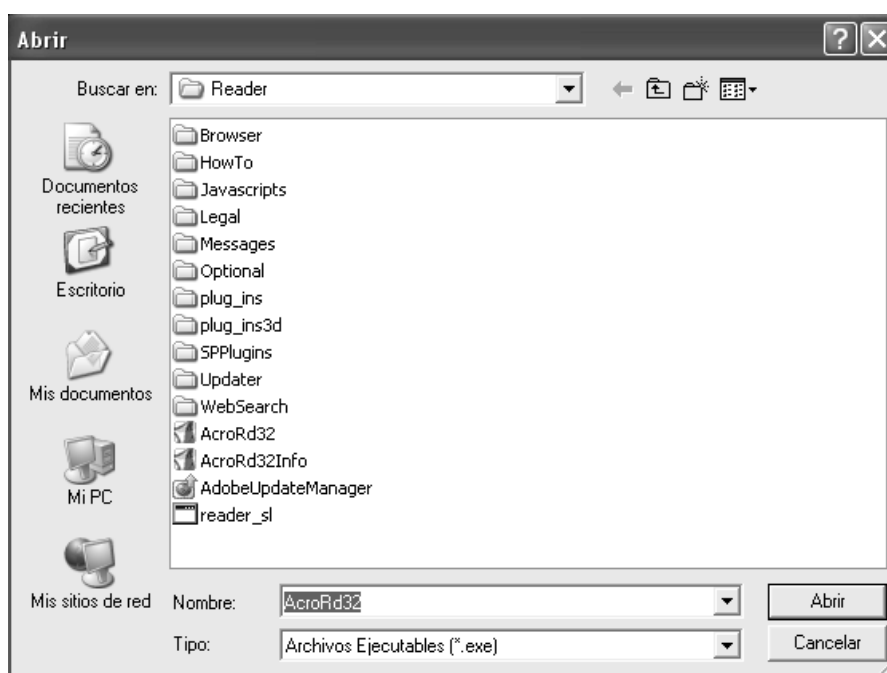 Abrir
Buscar en:
Reader
Documentos
recientes
Escritorio
Mis documentos
Mi PC
Mis sitios de red
Browser
HowTo
Javascripts
Legal
Messages
Optional
plug_ins
plug_ins3d
SPPlugins
Updater
WebSearch
AcroRd32
AcroRd32Info
AdobeUpdateManager
reader_sl
Nombre:
AcroRd32
Abrir
Tipo:
Archivos Ejecutables (*.exe)
Cancelar